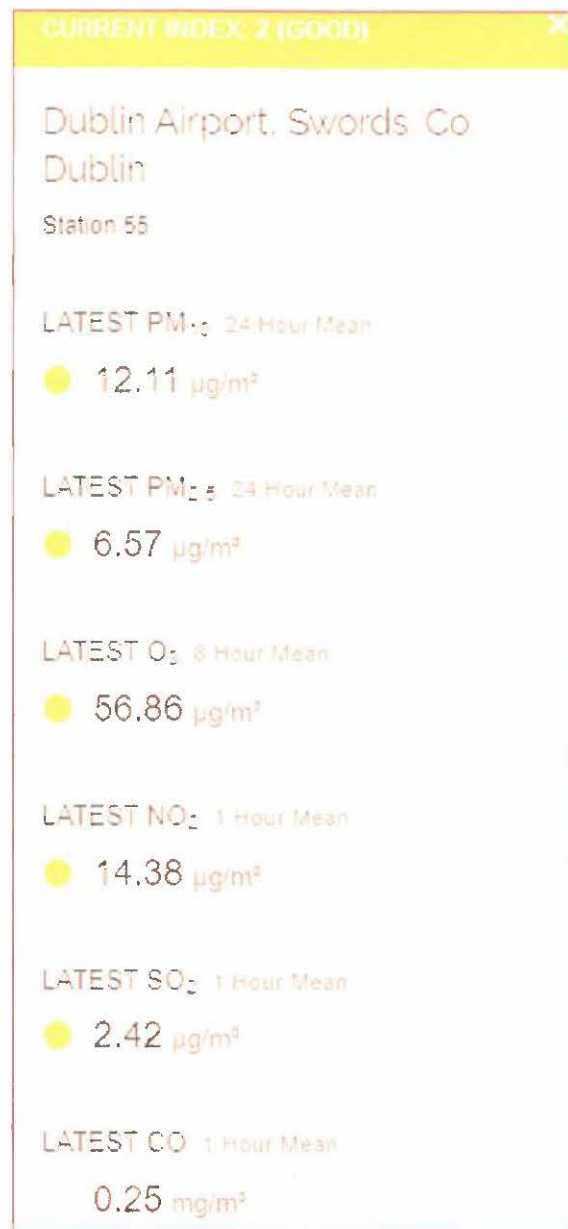 CURRENT INDEX: 2 (GOOD) ×
Dublin Airport, Swords, Co
Dublin
Station 55
LATEST PM₁₀ 24 Hour Mean
12.11 µg/m³
LATEST PM₂.₅ 24 Hour Mean
6.57 µg/m³
LATEST O₃ 8 Hour Mean
56.86 µg/m³
LATEST NO₂ 1 Hour Mean
14.38 µg/m³
LATEST SO₂ 1 Hour Mean
2.42 µg/m³
LATEST CO 1 Hour Mean
0.25 mg/m³